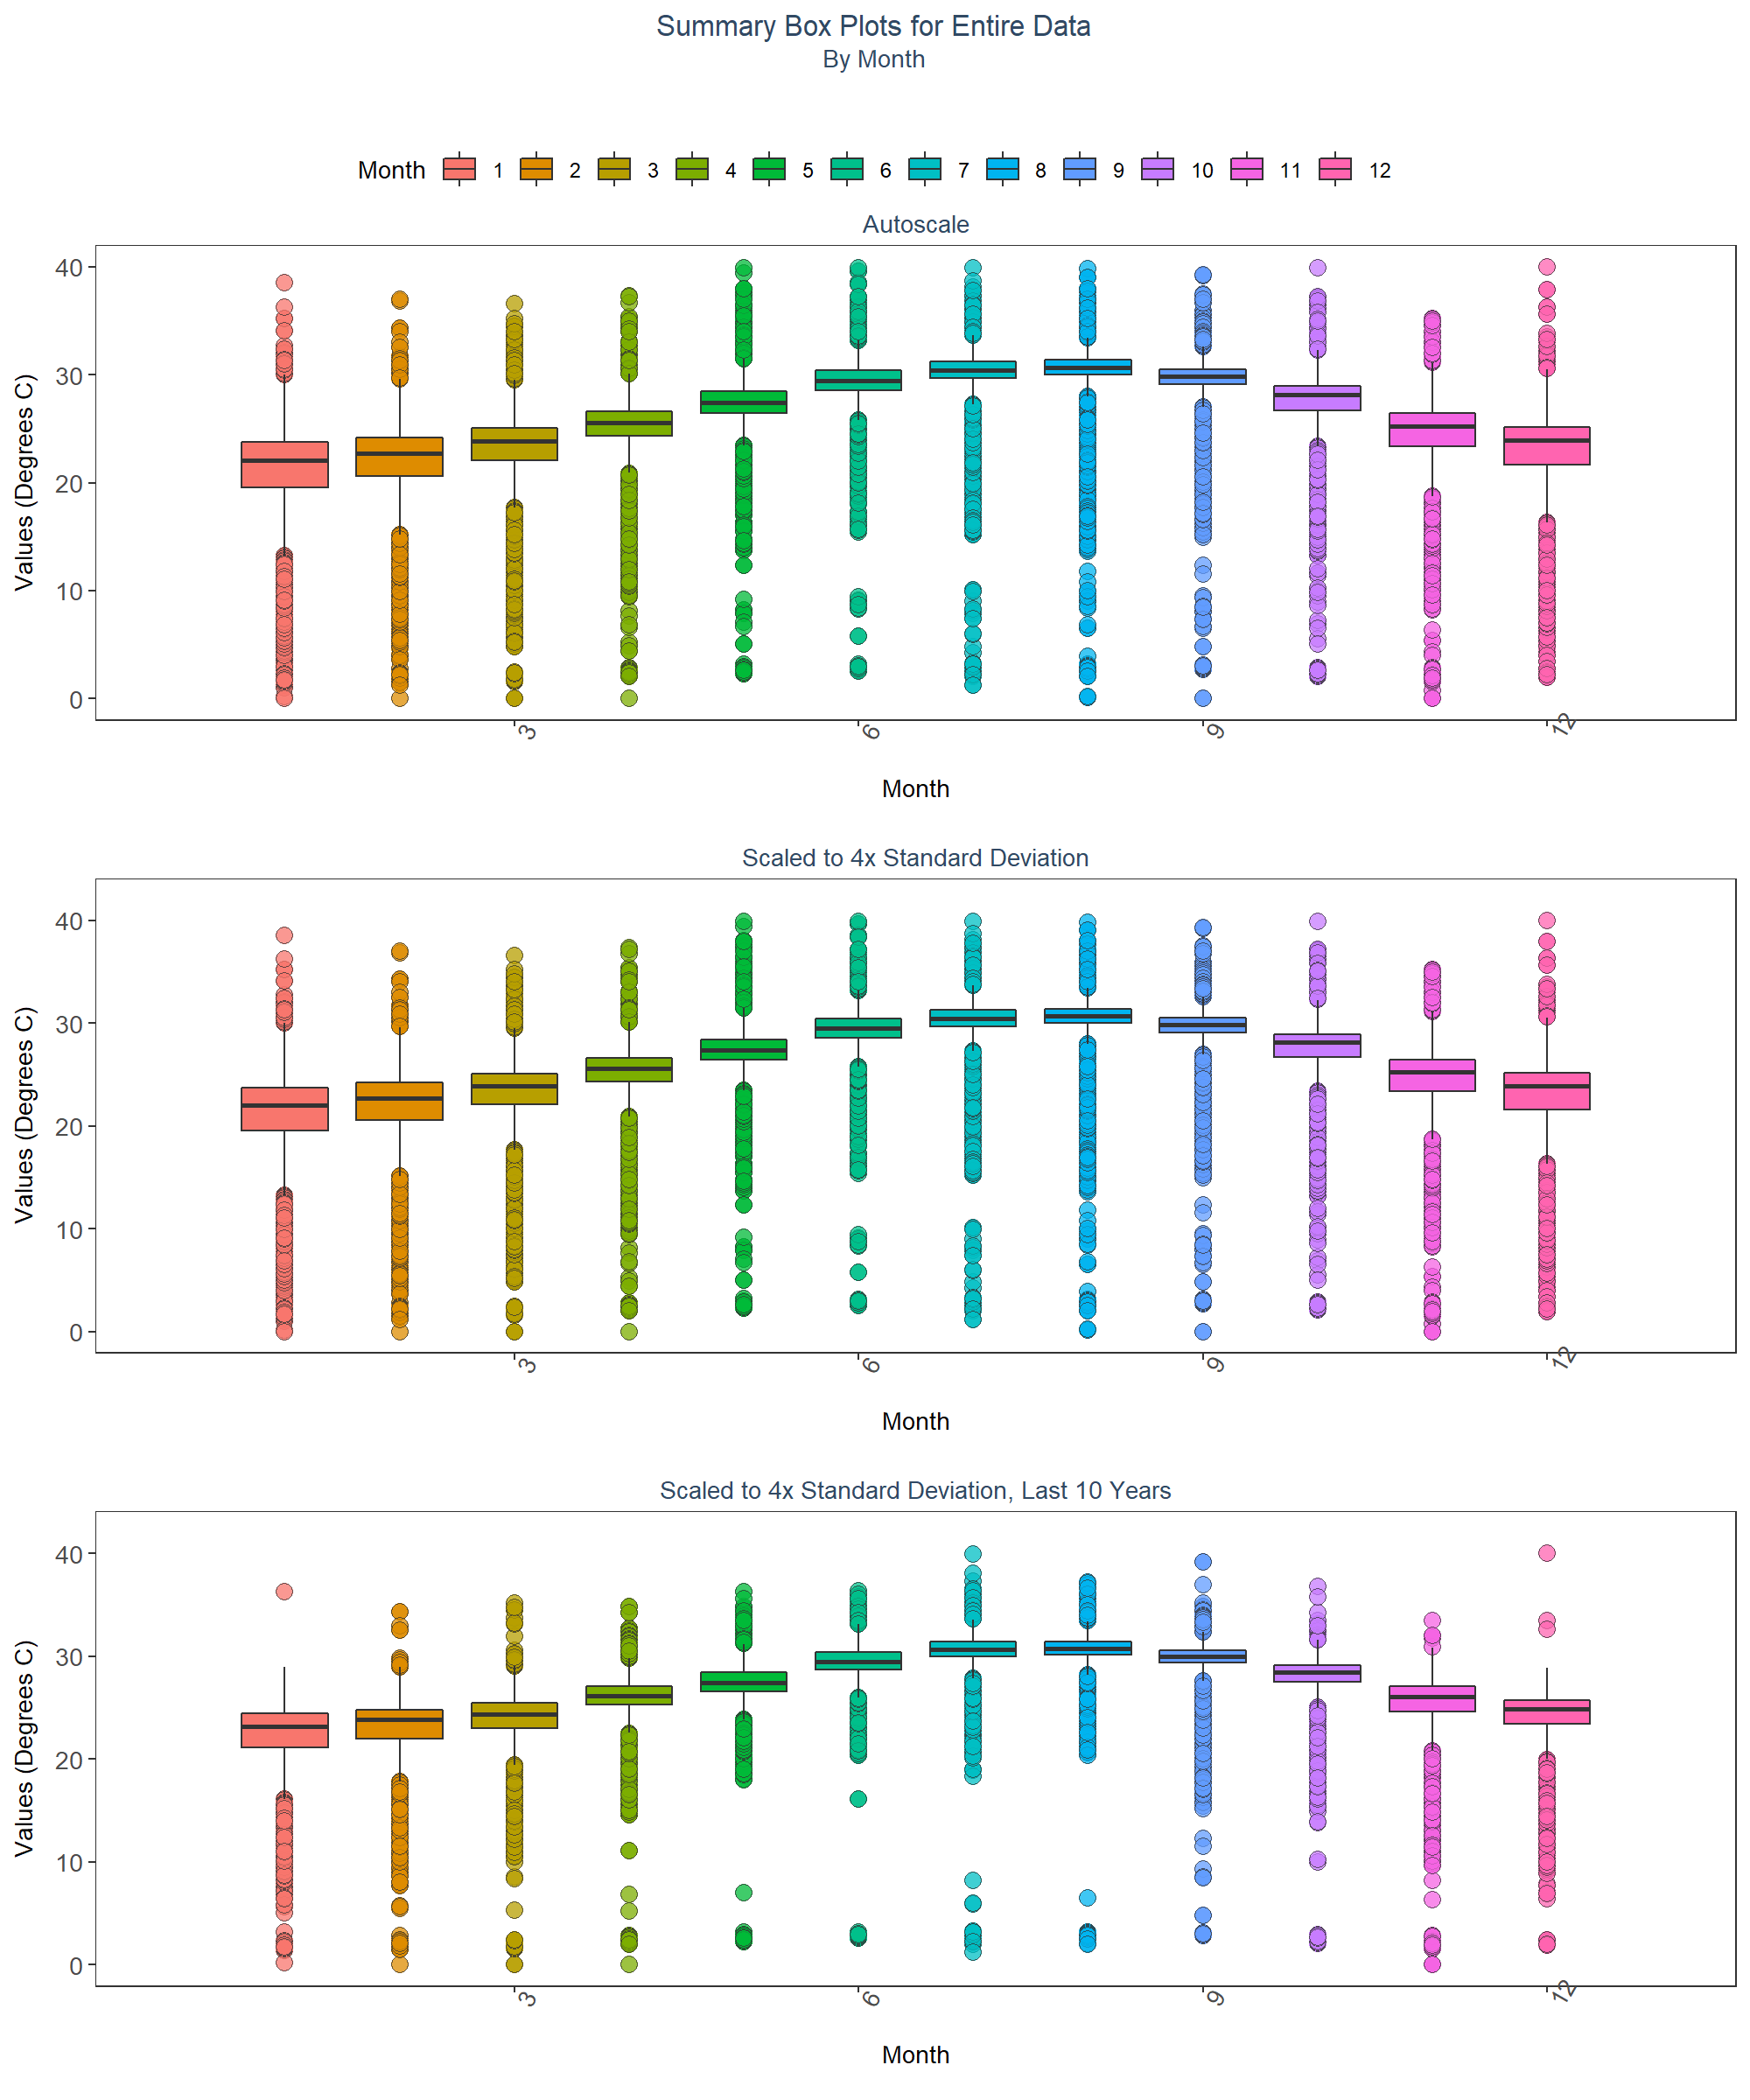 Summary Box Plots for Entire Data
By Month
Month 1 2 3 4 5 6 7 8 9 10 11 12
Autoscale
Values (Degrees C)
40
30
20
10
0
3 6 9 12
Month
Scaled to 4x Standard Deviation
Values (Degrees C)
40
30
20
10
0
3 6 9 12
Month
Scaled to 4x Standard Deviation, Last 10 Years
Values (Degrees C)
40
30
20
10
0
3 6 9 12
Month